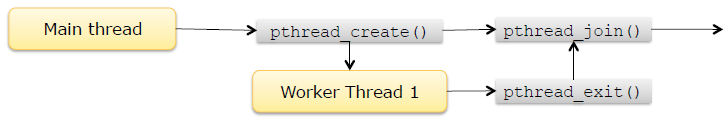 Main thread
pthread_create()
pthread_join()
Worker Thread 1
pthread_exit()